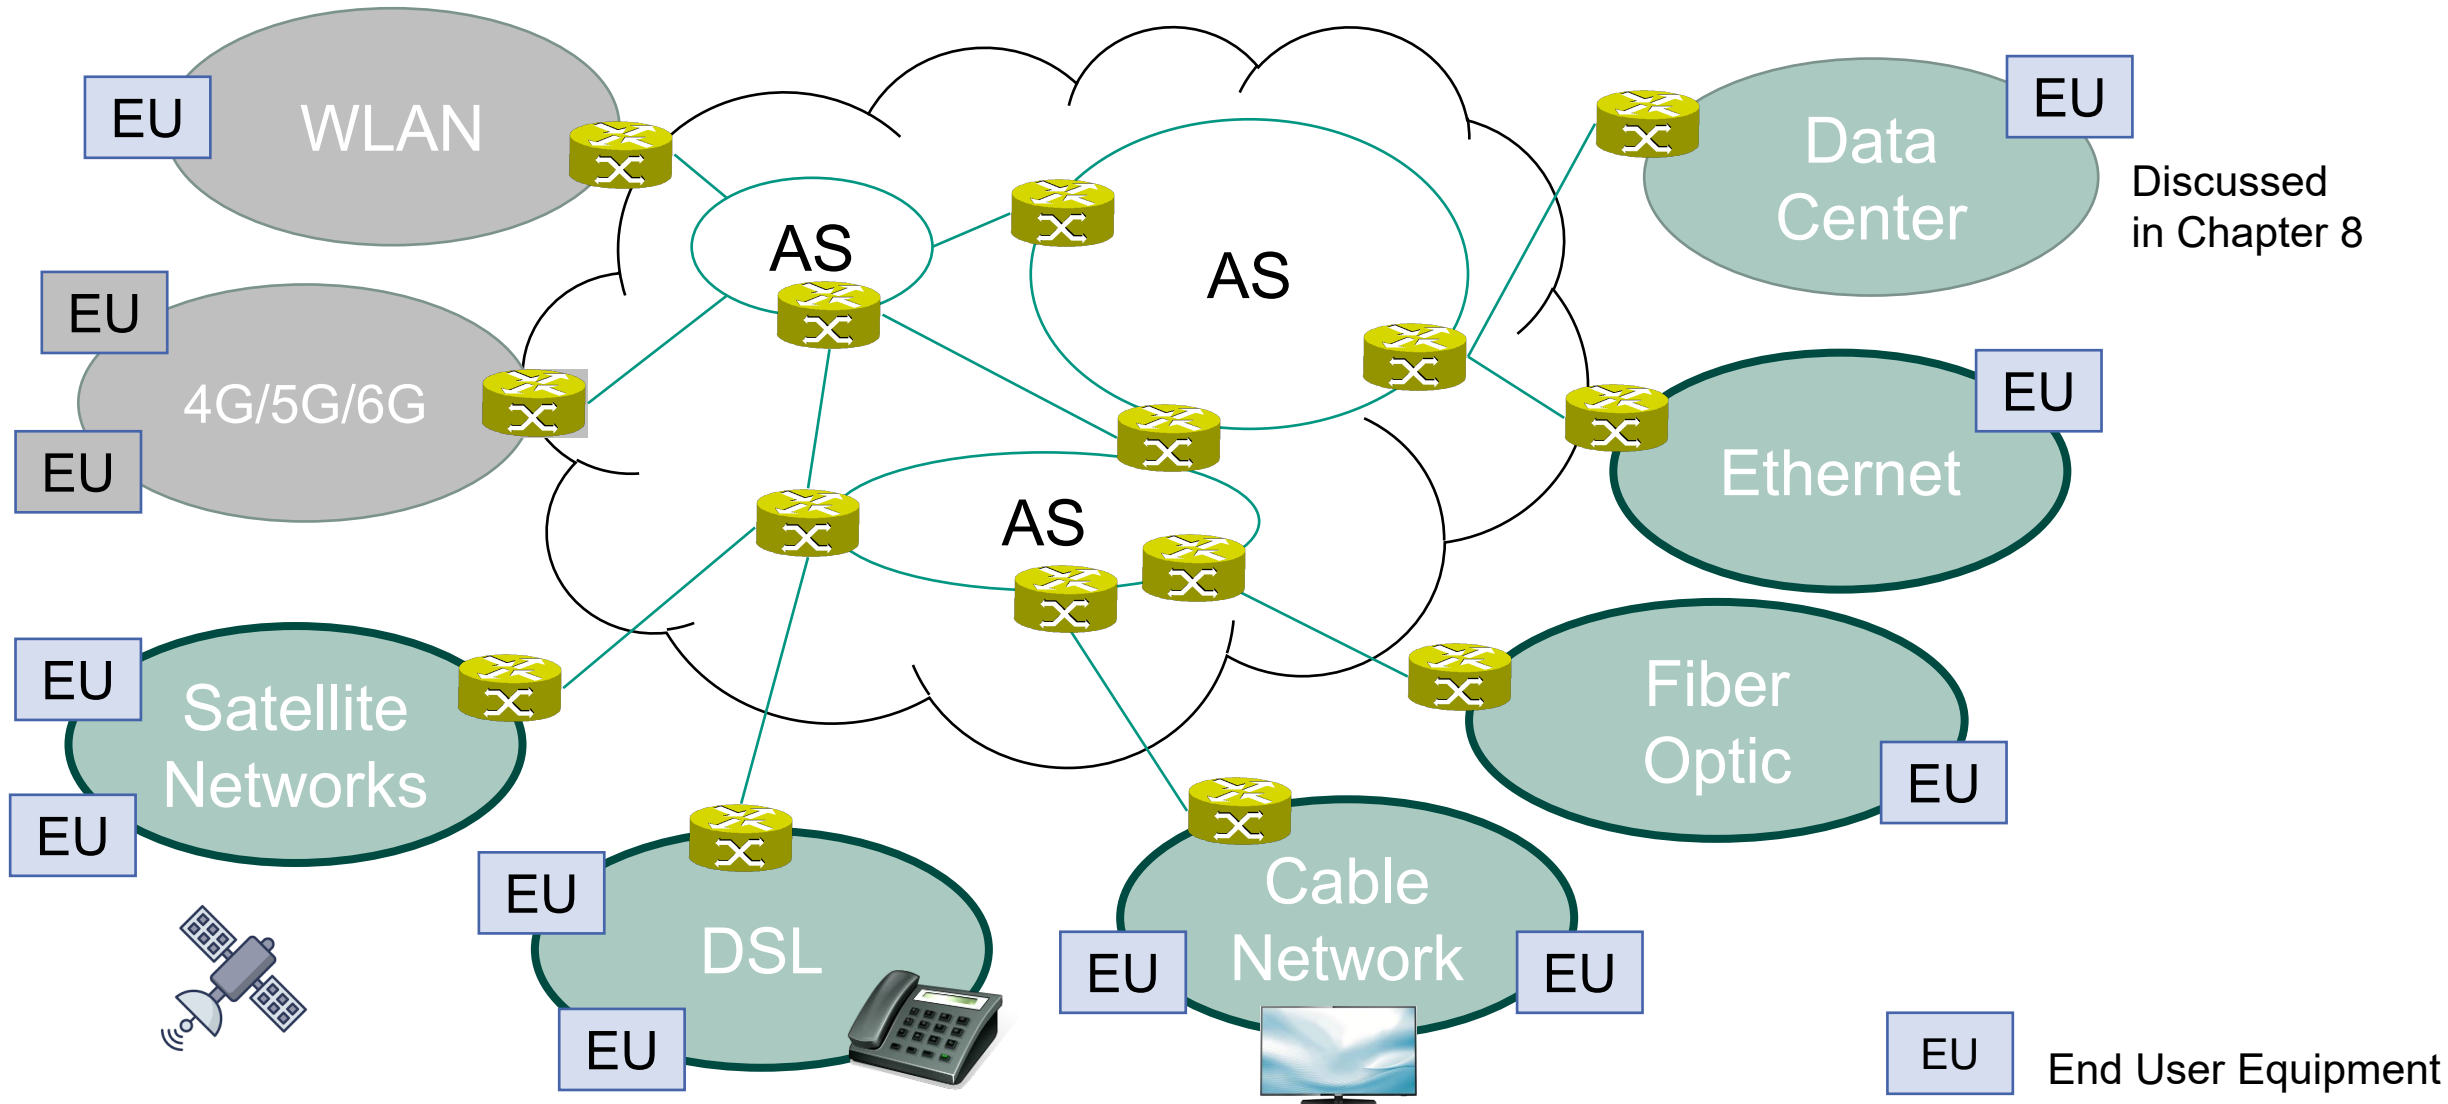 EU
WLAN
AS
AS
Data
Center
EU
Discussed
in Chapter 8
EU
4G/5G/6G
EU
AS
EU
Ethernet
EU
Satellite
Networks
EU
Fiber
Optic
EU
EU
DSL
EU
Cable
Network
EU
EU
EU
End User Equipment